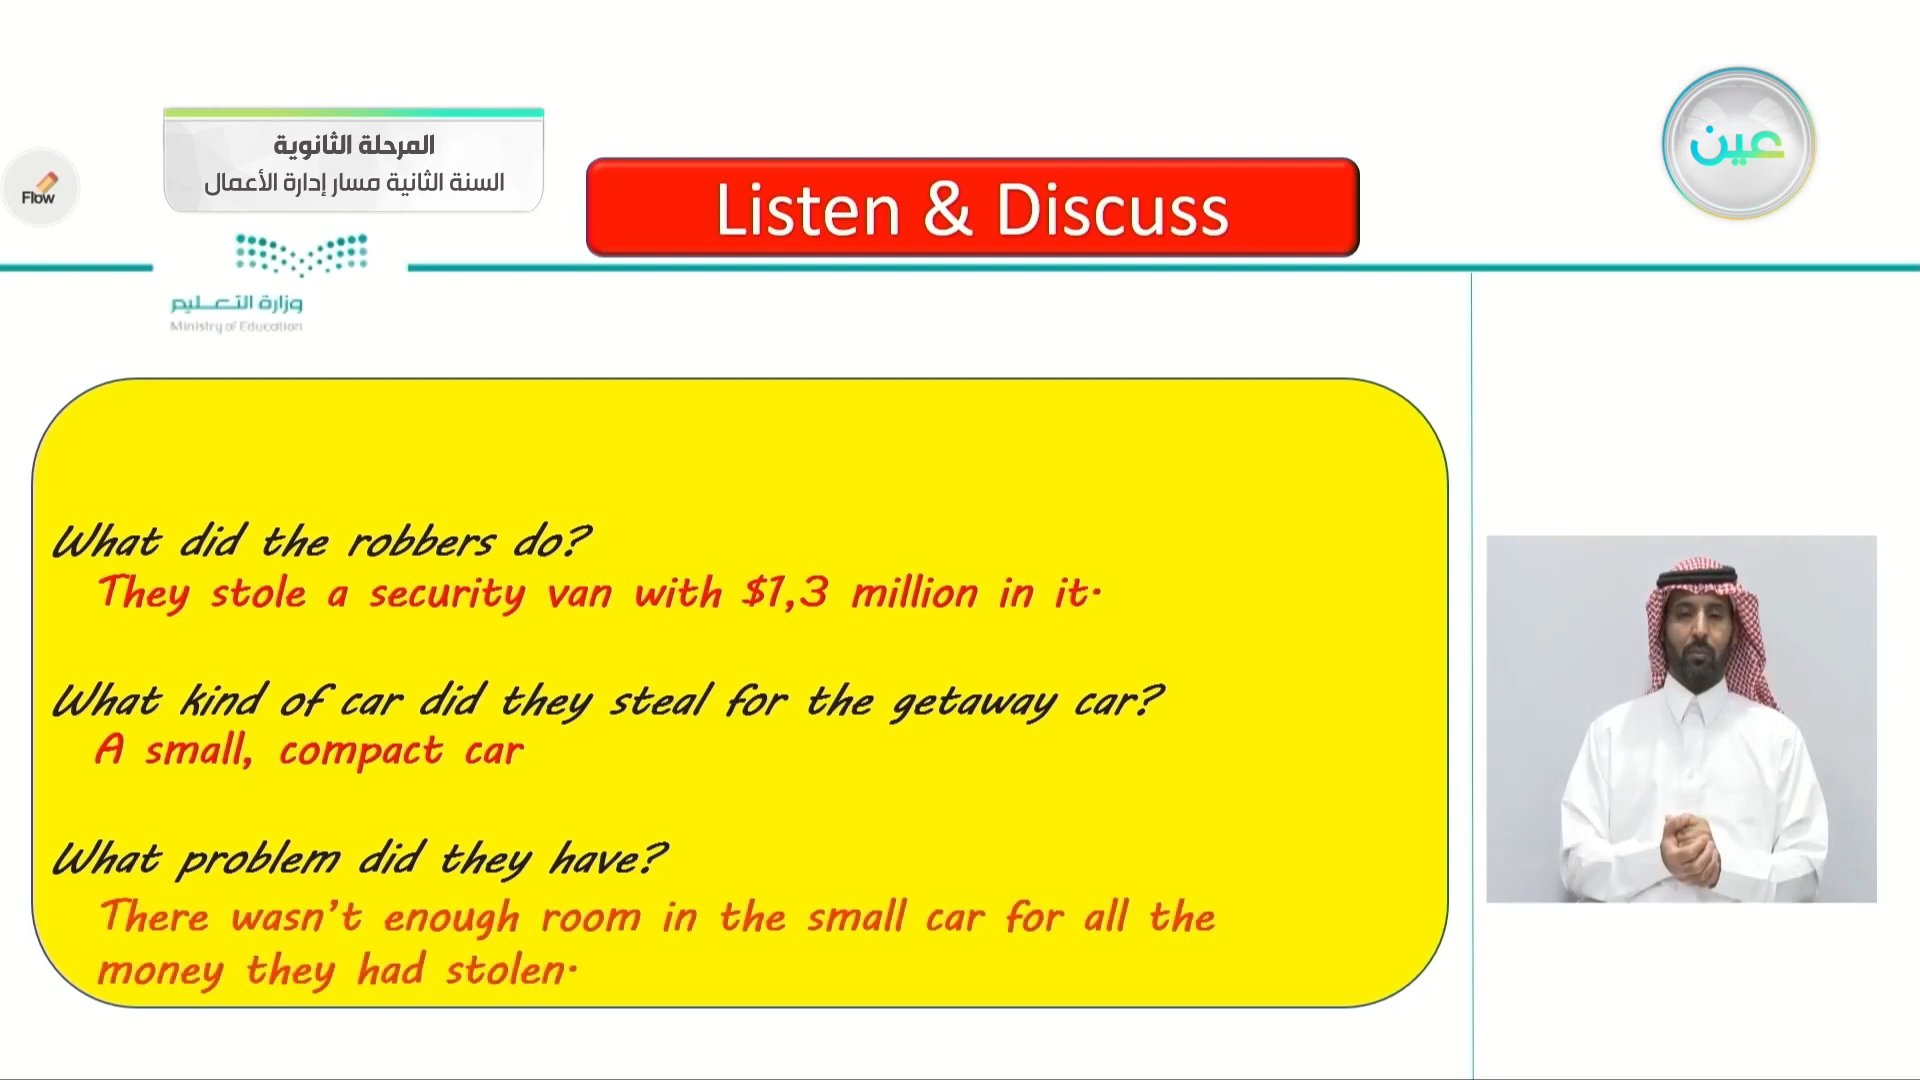 المرحلة الثانوية
السنة الثانية مسار إدارة الأعمال
عين
Flow
Listen & Discuss
وزارة التعليم
Ministry of Education
What did the robbers do?
They stole a security van with $1,3 million in it.
What kind of car did they steal for the getaway car?
A small, compact car
What problem did they have?
There wasn't enough room in the small car for all the
money they had stolen.